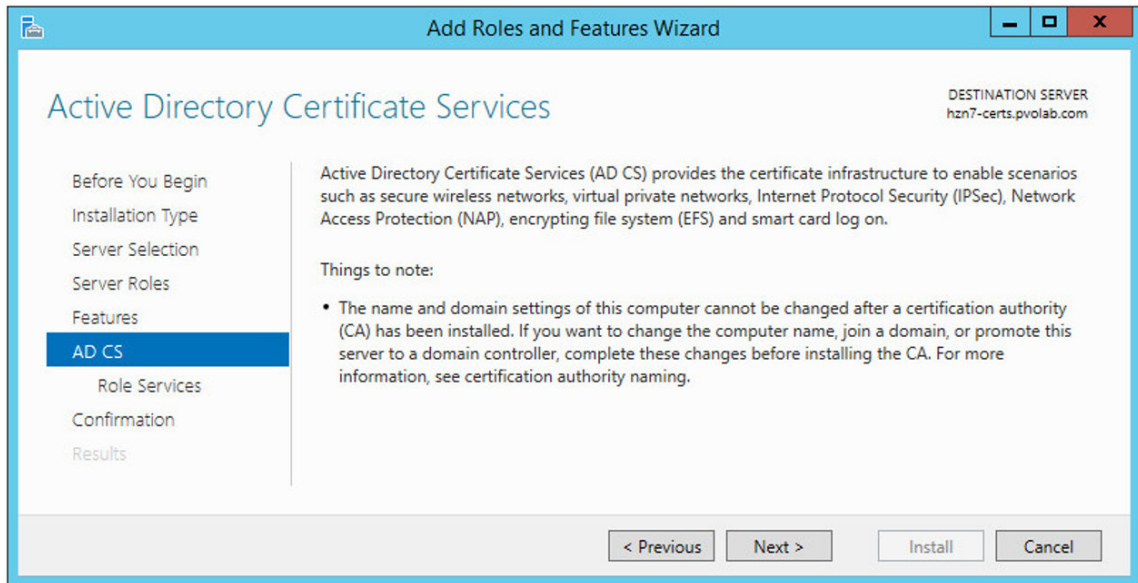 Add Roles and Features Wizard
Active Directory Certificate Services
DESTINATION SERVER
hzn7-certs.pvolab.com
Before You Begin
Installation Type
Server Selection
Server Roles
Features
AD CS
Role Services
Confirmation
Results
Active Directory Certificate Services (AD CS) provides the certificate infrastructure to enable scenarios
such as secure wireless networks, virtual private networks, Internet Protocol Security (IPSec), Network
Access Protection (NAP), encrypting file system (EFS) and smart card log on.
Things to note:
• The name and domain settings of this computer cannot be changed after a certification authority
(CA) has been installed. If you want to change the computer name, join a domain, or promote this
server to a domain controller, complete these changes before installing the CA. For more
information, see certification authority naming.
< Previous
Next >
Install
Cancel